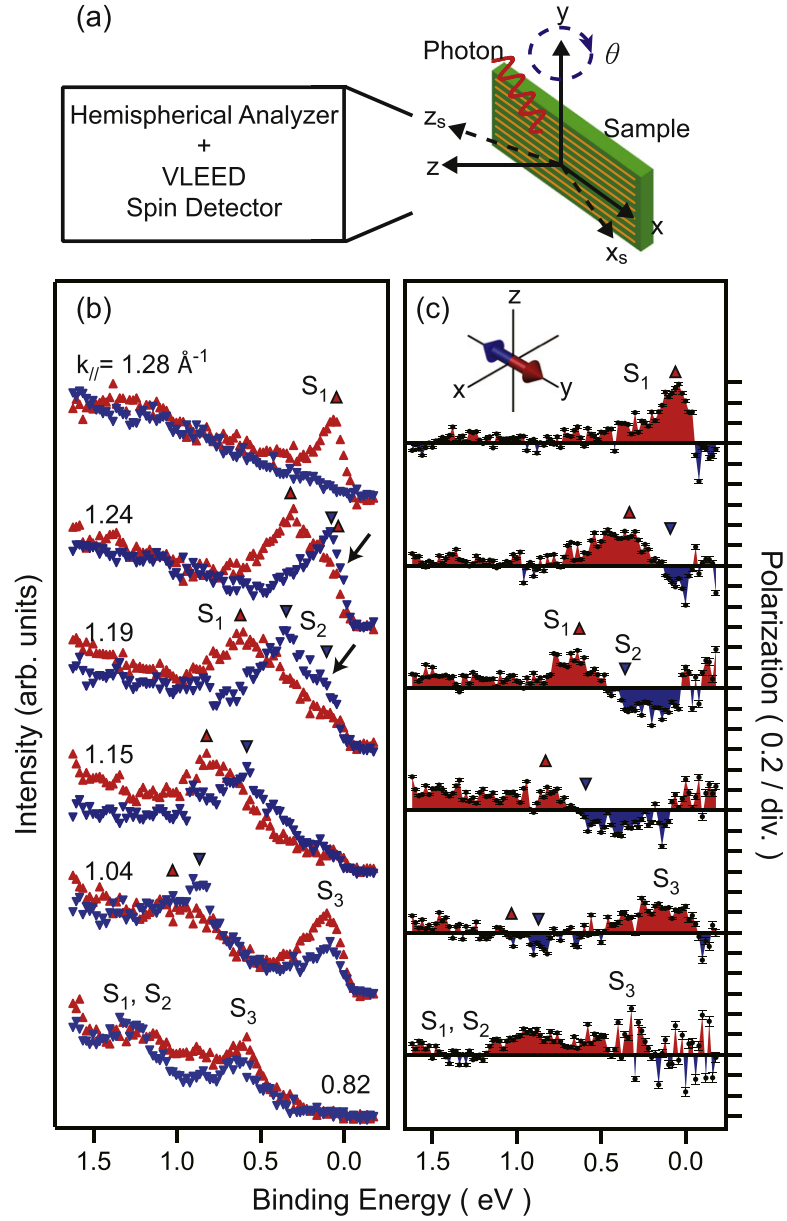 (a)
y
Photon
θ
Hemispherical Analyzer
+
VLEED
Spin Detector
zs
Sample
z
x
xs
(b)
k//= 1.28 Å-1
S1
1.24
S1
S2
1.19
1.15
1.04
S3
S1, S2
S3
0.82
Intensity (arb. units)
1.5 1.0 0.5 0.0
(c)
z
x
y
S1
S1
S2
S3
S1, S2
S3
Polarization ( 0.2 / div. )
1.5 1.0 0.5 0.0
Binding Energy ( eV )